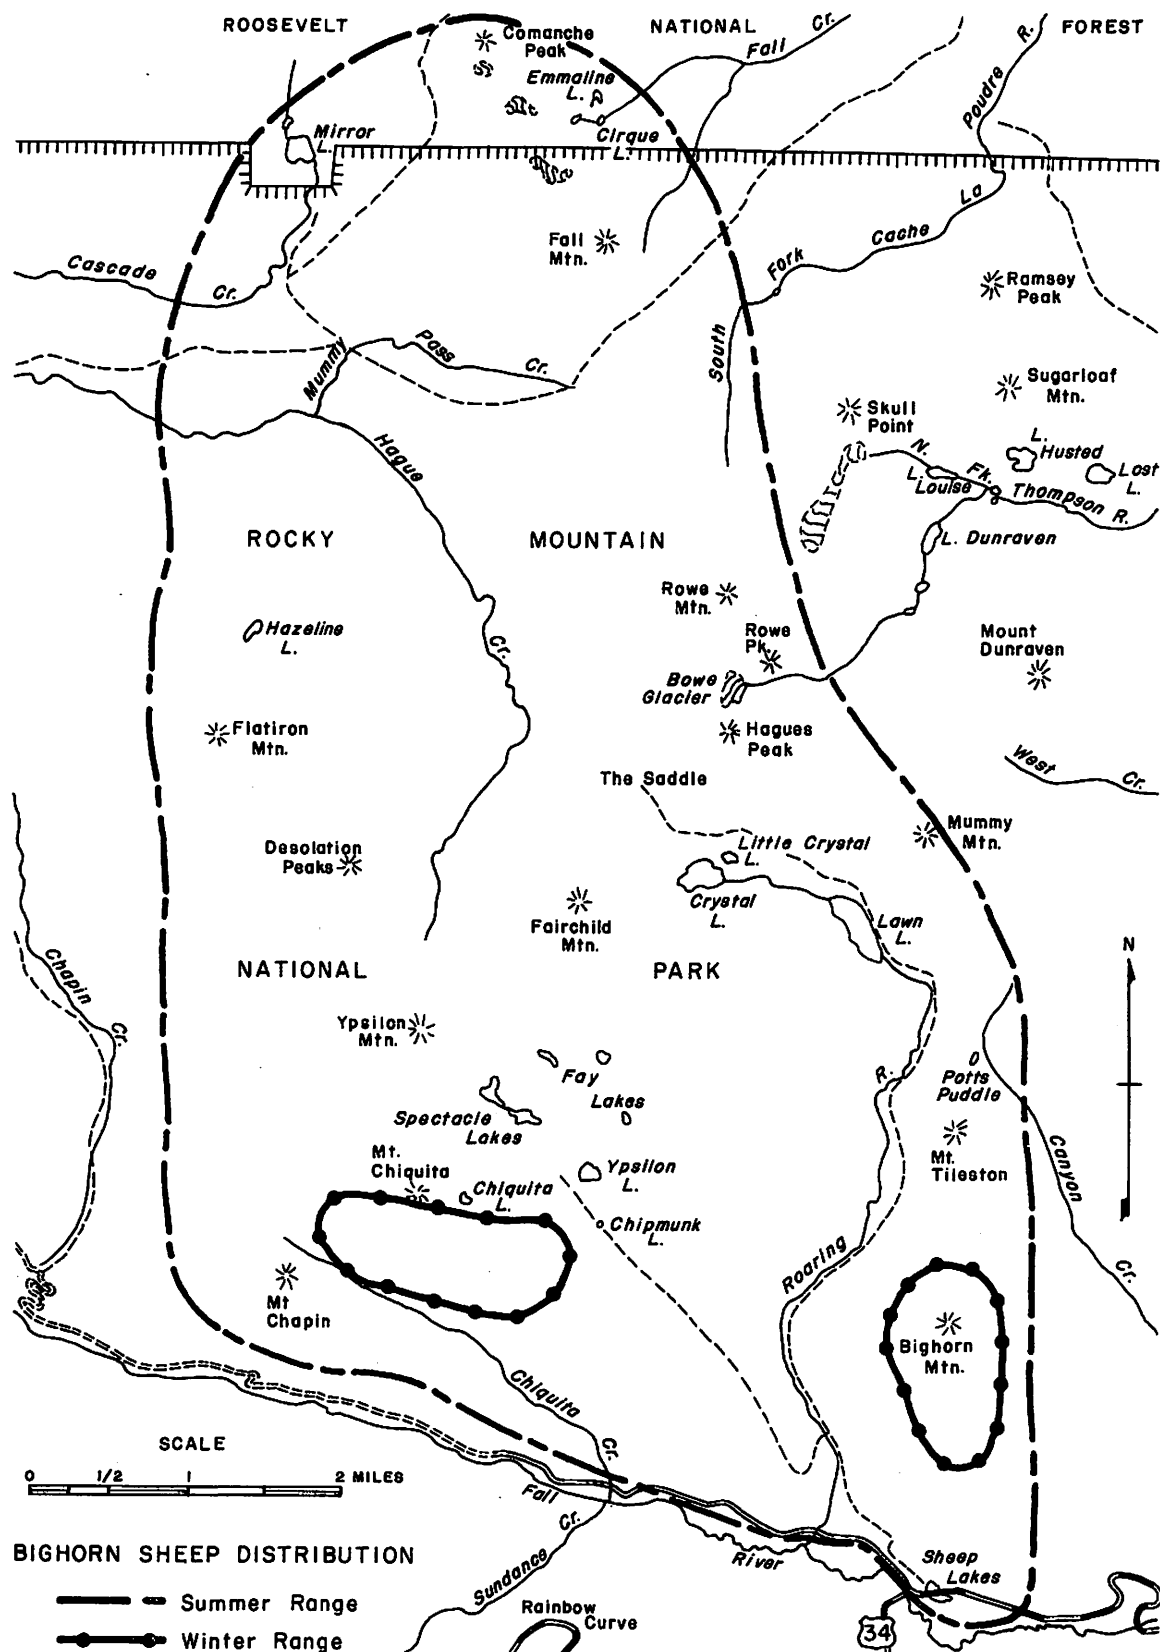 ROOSEVELT NATIONAL FOREST
Comanche
Peak
Fall Cr.
Poudre R.
Emmaline
L.
Mirror
L.
Cirque
L.
La
Cache
Fork
South
Fall
Mtn.
Cascade Cr.
Ramsey
Peak
Mummy Pass Cr.
Sugarloaf
Mtn.
Skull
Point
L.
Husted
Lost
L.
N. Fk. Thompson R.
L.
Louise
Hague Cr.
ROCKY MOUNTAIN
L. Dunraven
Rowe
Mtn.
Hazeline
L.
Rowe
Pk.
Mount
Dunraven
Bowe
Glacier
Flatiron
Mtn.
Hagues
Peak
West Cr.
The Saddle
Mummy
Mtn.
Little Crystal
L.
Desolation
Peaks
Crystal
L.
Fairchild
Mtn.
Lawn
L.
N
NATIONAL PARK
Chapin Cr.
Ypsilon
Mtn.
Fay
Lakes
R.
Potts
Puddle
Spectacle
Lakes
Mt.
Tileston
Canyon Cr.
Mt.
Chiquita
Ypsilon
L.
Chiquita
L.
Chipmunk
L.
Roaring
Mt
Chapin
Bighorn
Mtn.
Chiquita Cr.
SCALE
0 1/2 1 2 MILES
Fall
River
Sundance Cr.
Sheep
Lakes
BIGHORN SHEEP DISTRIBUTION
Summer Range
Winter Range
Rainbow
Curve
34